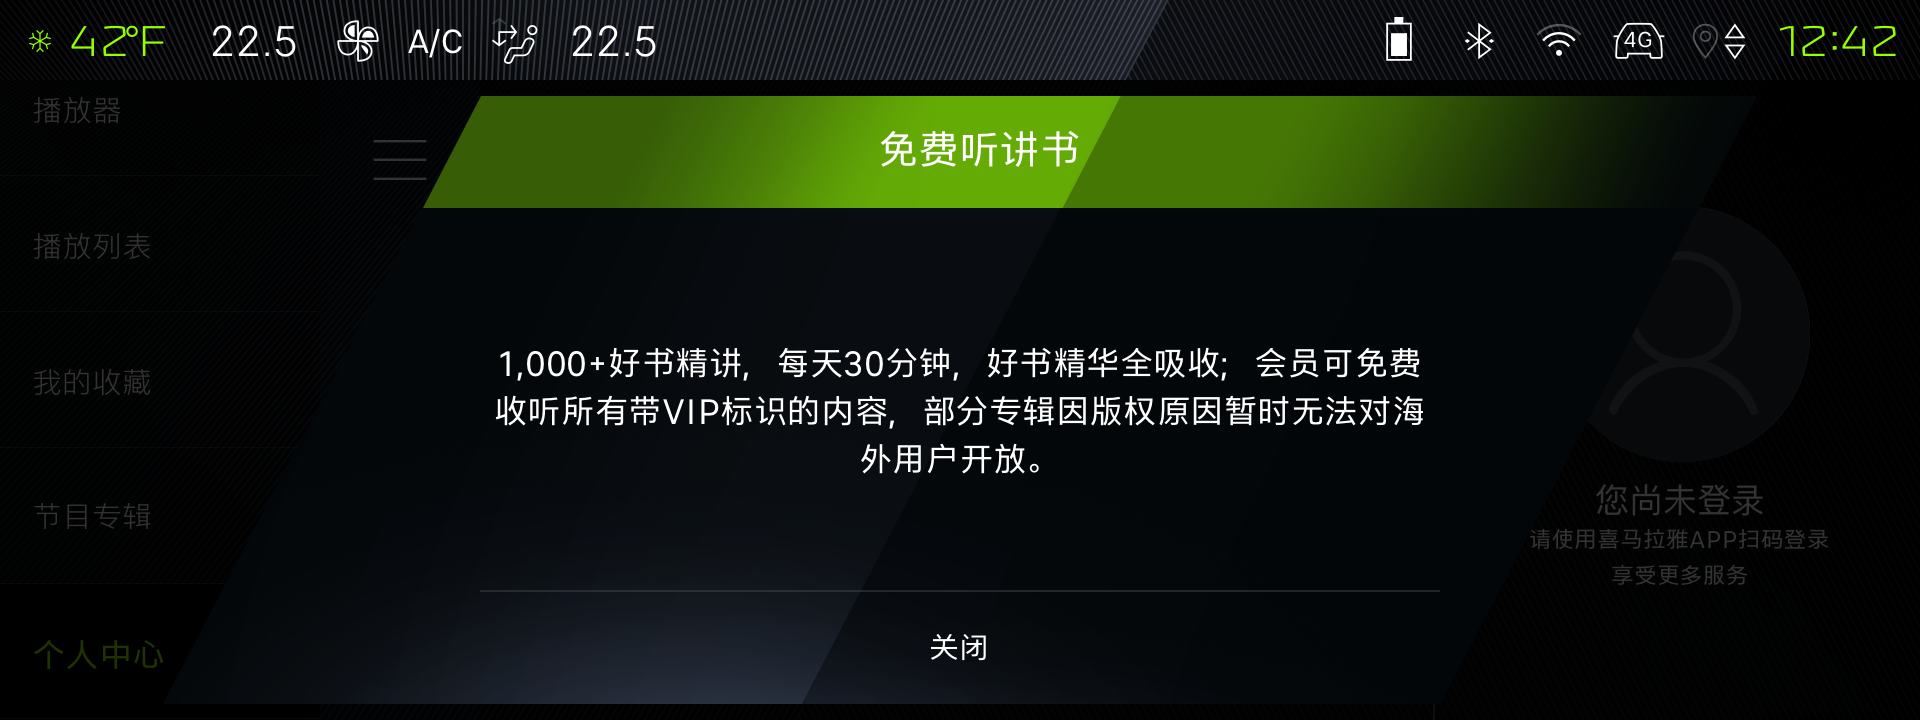 42°F 22.5 A/C 22.5 4G 12:42
播放器
播放列表
我的收藏
节目专辑
个人中心
免费听讲书
1,000+好书精讲，每天30分钟，好书精华全吸收；会员可免费
收听所有带VIP标识的内容，部分专辑因版权原因暂时无法对海
外用户开放。
关闭
您尚未登录
请使用喜马拉雅APP扫码登录
享受更多服务